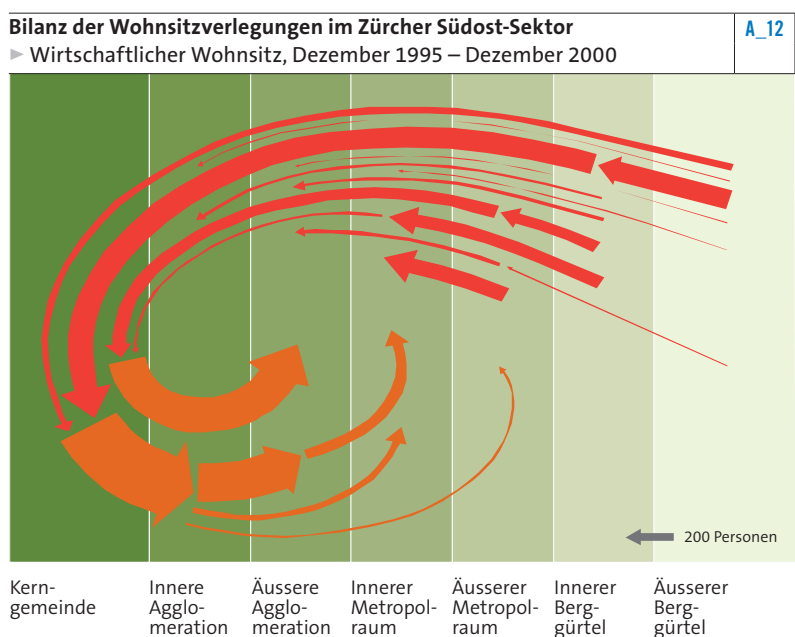 Bilanz der Wohnsitzverlegungen im Zürcher Südost-Sektor
A_12
► Wirtschaftlicher Wohnsitz, Dezember 1995 – Dezember 2000
200 Personen
Kern-
gemeinde
Innere
Agglo-
meration
Äussere
Agglo-
meration
Innerer
Metropol-
raum
Äusserer
Metropol-
raum
Innerer
Berg-
gürtel
Äusserer
Berg-
gürtel